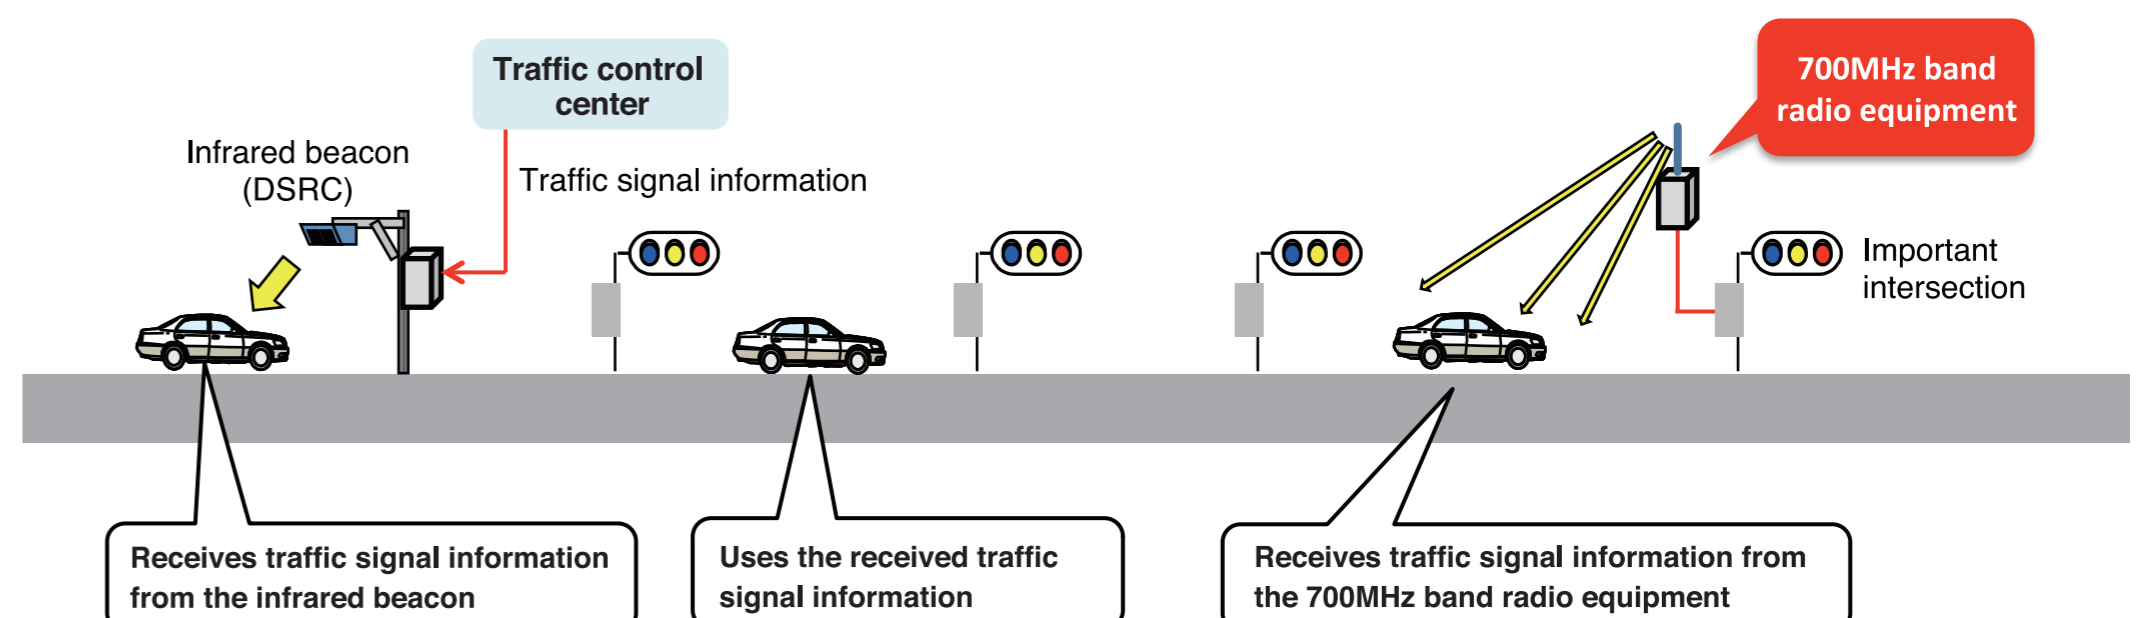 Traffic control
center
700MHz band
radio equipment
Infrared beacon
(DSRC)
Traffic signal information
Important
intersection
Receives traffic signal information
from the infrared beacon
Uses the received traffic
signal information
Receives traffic signal information from
the 700MHz band radio equipment